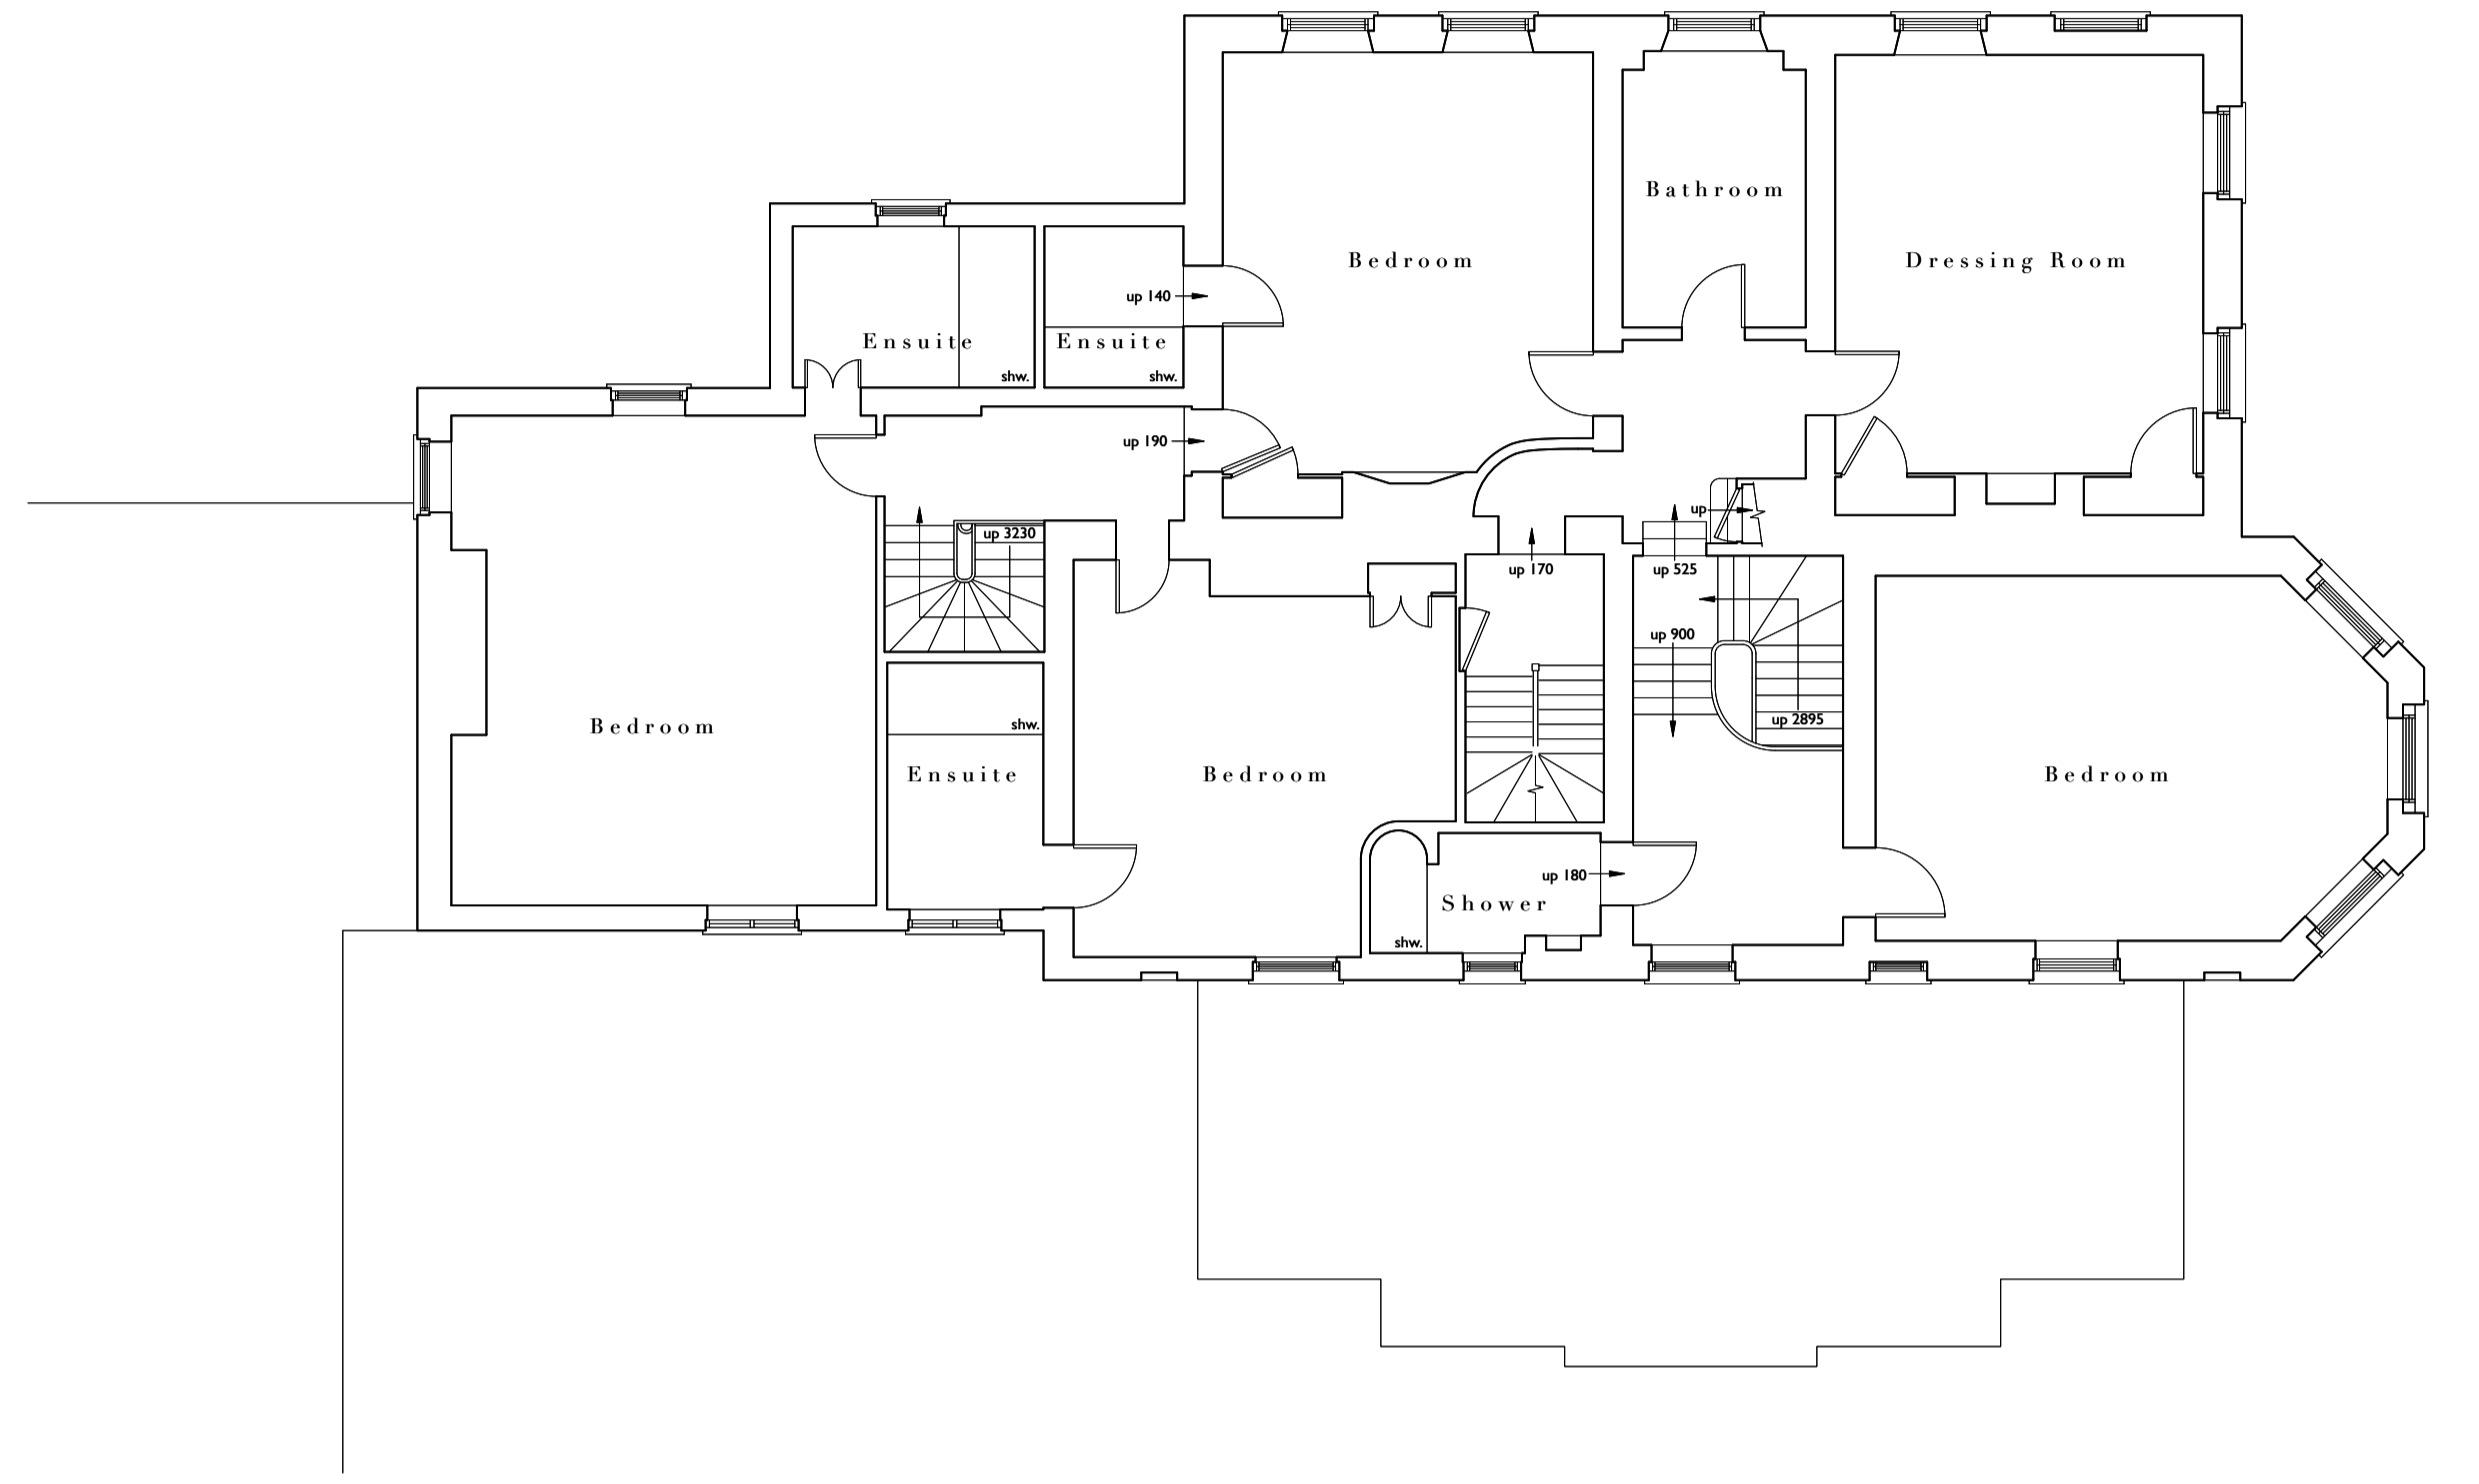 Bathroom
Bedroom
Dressing Room
up 140
Ensuite
Ensuite
shw.
shw.
up 190
up
up 3230
up 170
up 525
up 900
up 2895
shw.
Bedroom
Ensuite
Bedroom
Bedroom
up 180
Shower
shw.